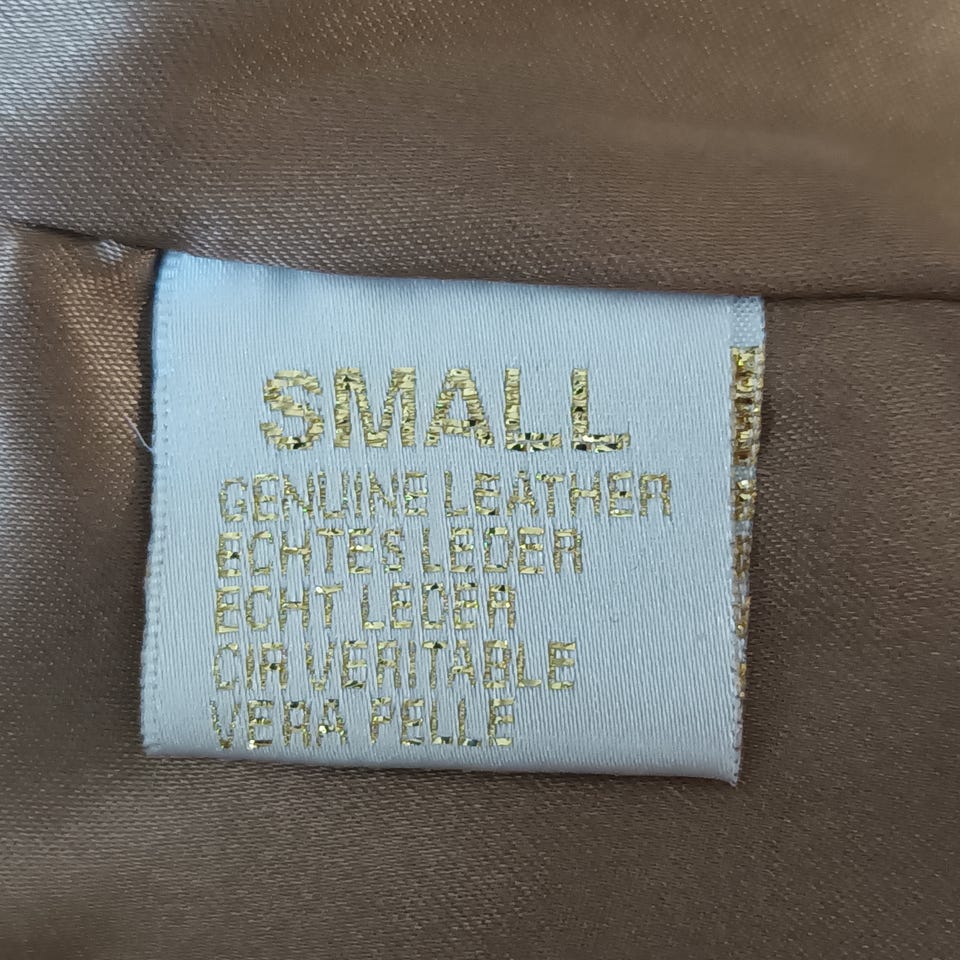 SMALL
GENUINE LEATHER
ECHTES LEDER
ECHT LEDER
CIR VERITABLE
VERA PELLE